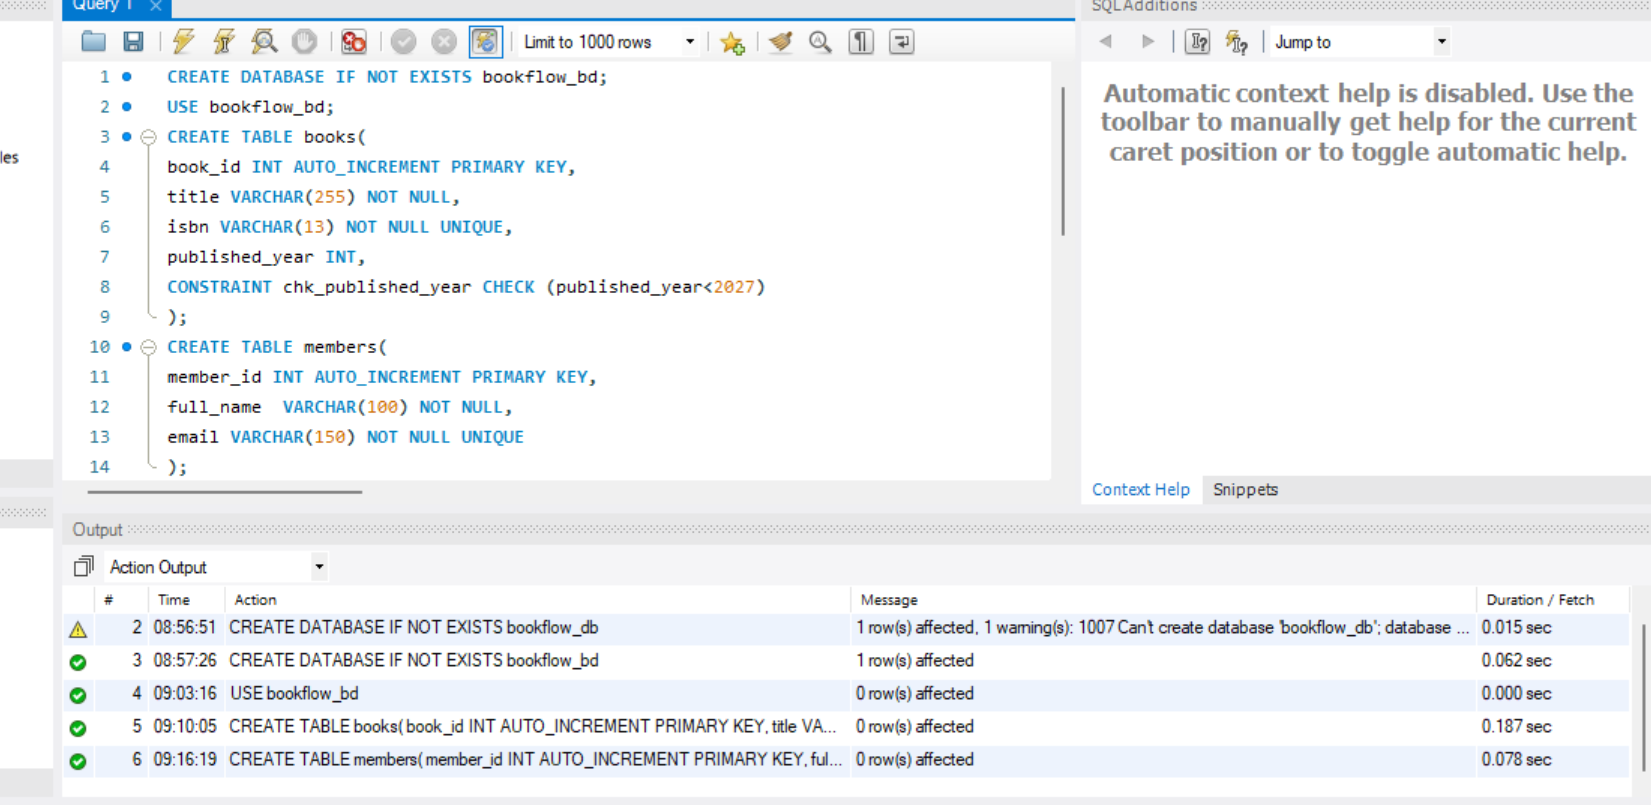 Query 1
SQLAdditions
Limit to 1000 rows
Jump to
1 CREATE DATABASE IF NOT EXISTS bookflow_bd;
2 USE bookflow_bd;
3 CREATE TABLE books(
4 book_id INT AUTO_INCREMENT PRIMARY KEY,
5 title VARCHAR(255) NOT NULL,
6 isbn VARCHAR(13) NOT NULL UNIQUE,
7 published_year INT,
8 CONSTRAINT chk_published_year CHECK (published_year<2027)
9 );
10 CREATE TABLE members(
11 member_id INT AUTO_INCREMENT PRIMARY KEY,
12 full_name  VARCHAR(100) NOT NULL,
13 email VARCHAR(150) NOT NULL UNIQUE
14 );
les
Automatic context help is disabled. Use the
toolbar to manually get help for the current
caret position or to toggle automatic help.
Context Help Snippets
Output
Action Output
# Time Action Message Duration / Fetch
2 08:56:51 CREATE DATABASE IF NOT EXISTS bookflow_db 1 row(s) affected, 1 warning(s): 1007 Can't create database 'bookflow_db'; database ... 0.015 sec
3 08:57:26 CREATE DATABASE IF NOT EXISTS bookflow_bd 1 row(s) affected 0.062 sec
4 09:03:16 USE bookflow_bd 0 row(s) affected 0.000 sec
5 09:10:05 CREATE TABLE books( book_id INT AUTO_INCREMENT PRIMARY KEY, title VA... 0 row(s) affected 0.187 sec
6 09:16:19 CREATE TABLE members( member_id INT AUTO_INCREMENT PRIMARY KEY, ful... 0 row(s) affected 0.078 sec